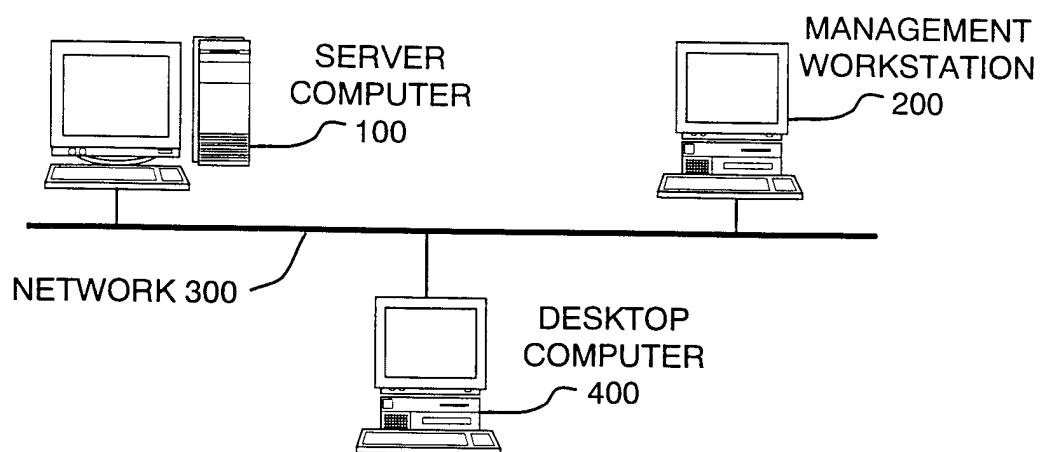 SERVER
COMPUTER
100
MANAGEMENT
WORKSTATION
200
NETWORK 300
DESKTOP
COMPUTER
400